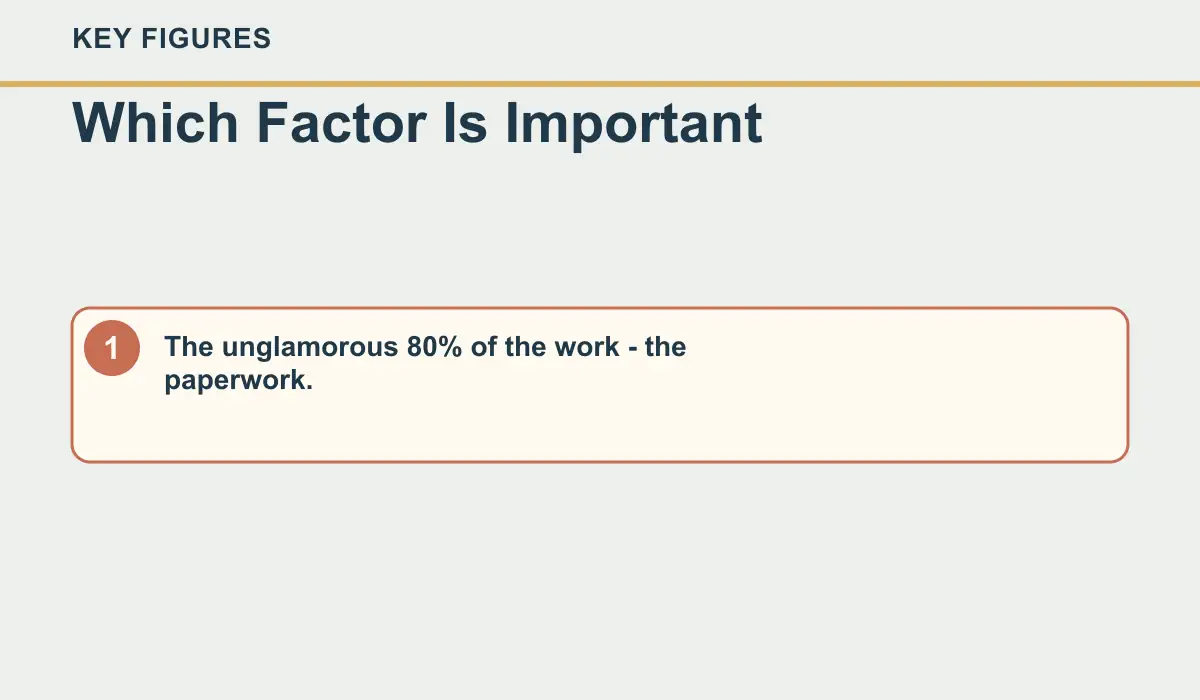 KEY FIGURES
Which Factor Is Important
1
The unglamorous 80% of the work - the
paperwork.